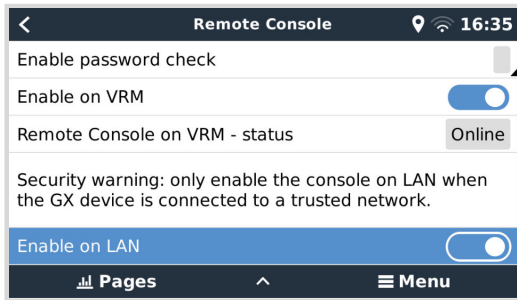 Remote Console 16:35
Enable password check
Enable on VRM
Remote Console on VRM - status Online
Security warning: only enable the console on LAN when
the GX device is connected to a trusted network.
Enable on LAN
Pages Menu